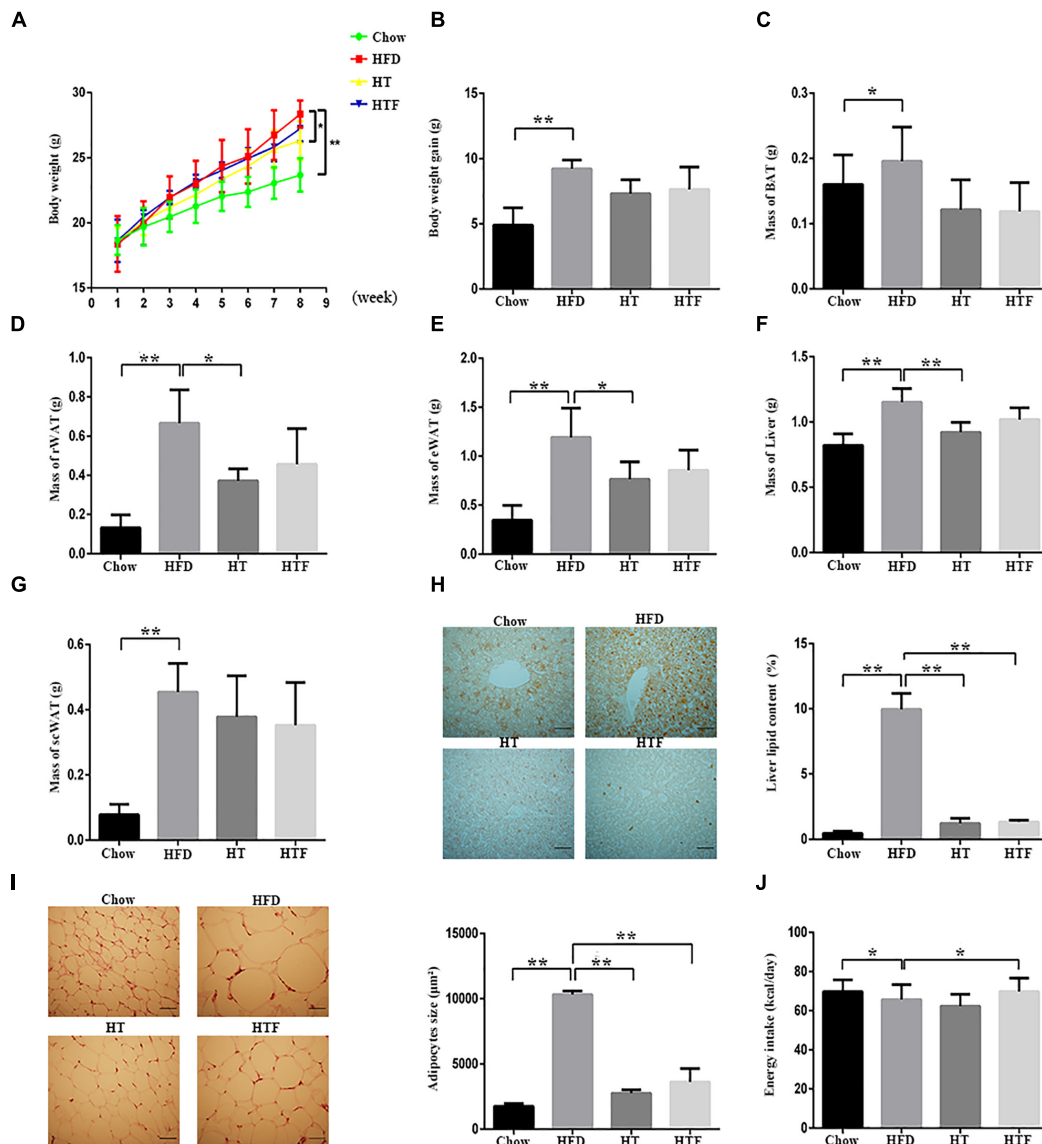 A
Chow
HFD
HT
HTF
Body weight (g)
30
25
20
15
0 1 2 3 4 5 6 7 8 9
(week)
*
**
B
Body weight gain (g)
15
10
5
0
**
Chow HFD HT HTF
C
Mass of BAT (g)
0.3
0.2
0.1
0.0
*
Chow HFD HT HTF
D
Mass of rWAT (g)
1.0
0.8
0.6
0.4
0.2
0.0
** *
Chow HFD HT HTF
E
Mass of eWAT (g)
2.0
1.5
1.0
0.5
0.0
** *
Chow HFD HT HTF
F
Mass of Liver (g)
1.5
1.0
0.5
0.0
** **
Chow HFD HT HTF
G
Mass of scWAT (g)
0.6
0.4
0.2
0.0
**
Chow HFD HT HTF
H
Chow HFD
HT HTF
Liver lipid content (%)
15
10
5
0
**
** **
Chow HFD HT HTF
I
Chow HFD
HT HTF
Adipocytes size (µm²)
15000
10000
5000
0
**
** **
Chow HFD HT HTF
J
Energy intake (kcal/day)
100
80
60
40
20
0
* *
Chow HFD HT HTF